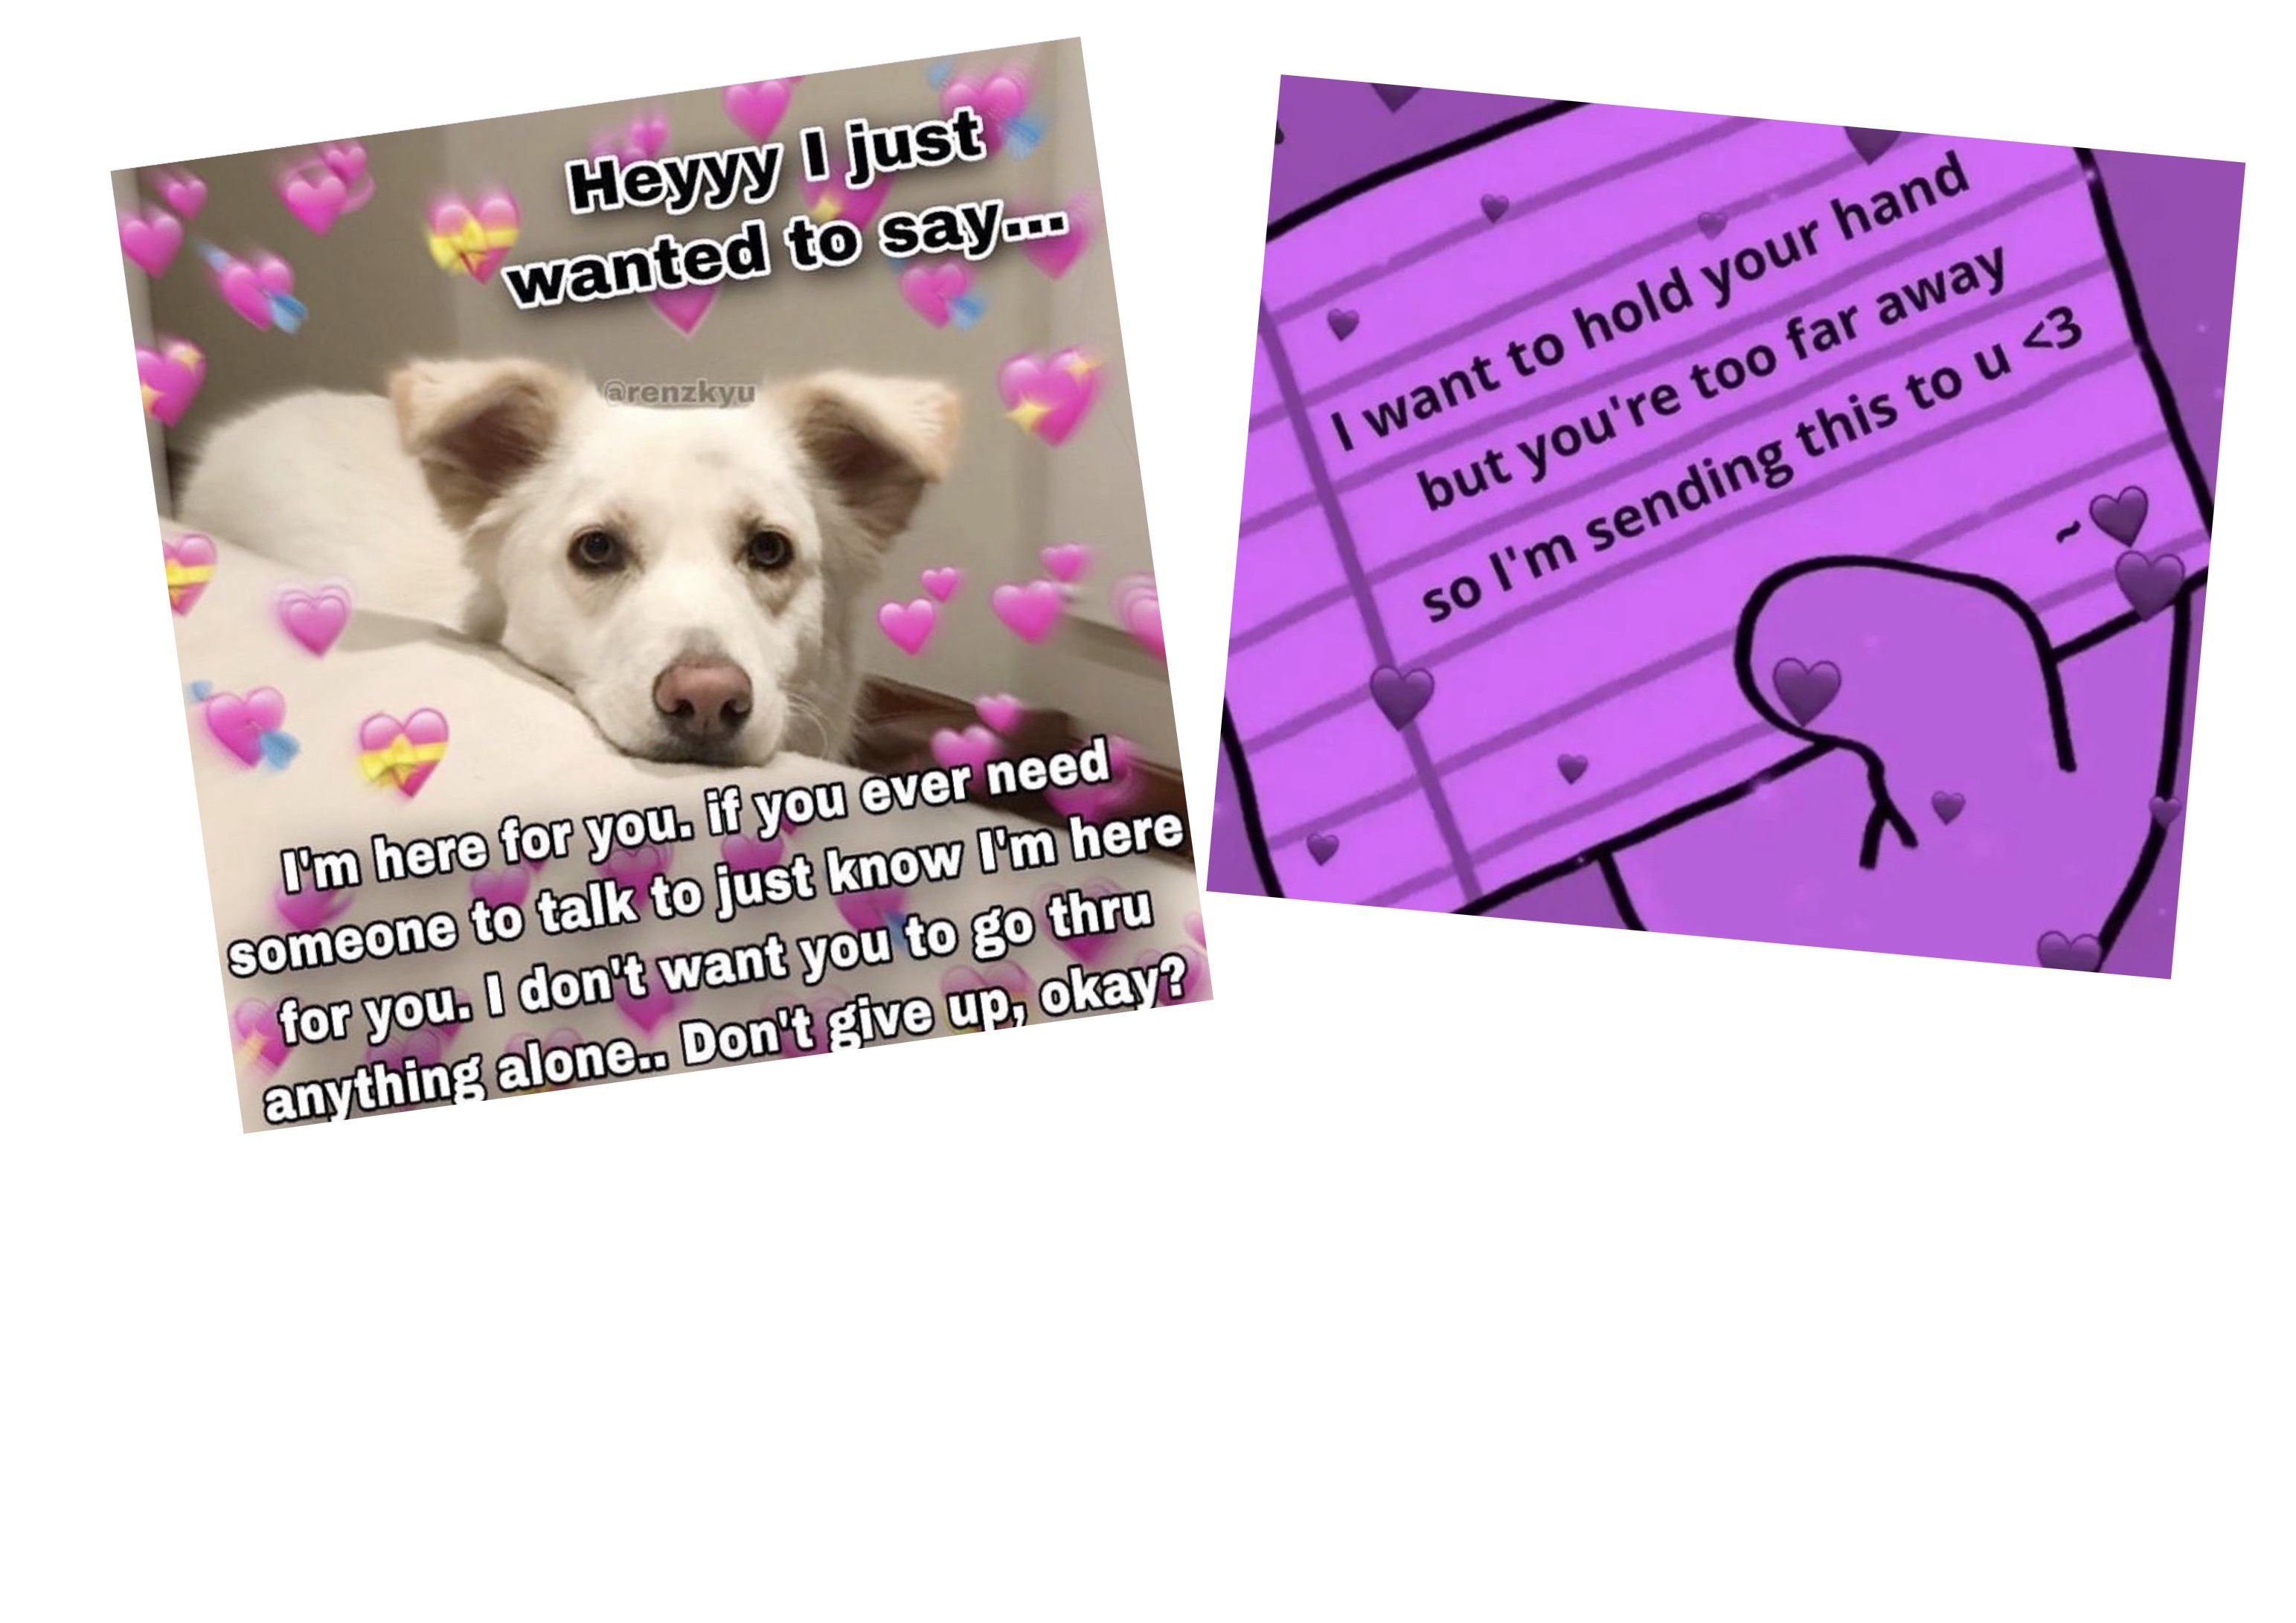 Heyyy I just
wanted to say...
@renzkyu
I'm here for you. if you ever need
someone to talk to just know I'm here
for you. I don't want you to go thru
anything alone.. Don't give up, okay?
I want to hold your hand
but you're too far away
so I'm sending this to u <3
~